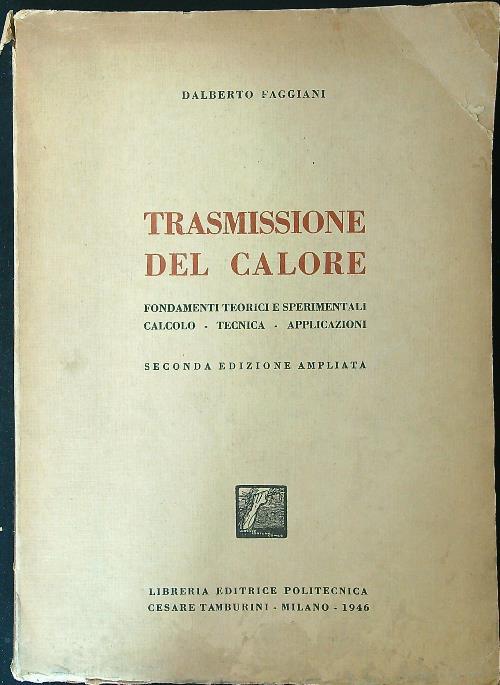 DALBERTO FAGGIANI
TRASMISSIONE
DEL CALORE
FONDAMENTI TEORICI E SPERIMENTALI
CALCOLO - TECNICA - APPLICAZIONI
SECONDA EDIZIONE AMPLIATA
LIBRERIA EDITRICE POLITECNICA
CESARE TAMBURINI - MILANO - 1946